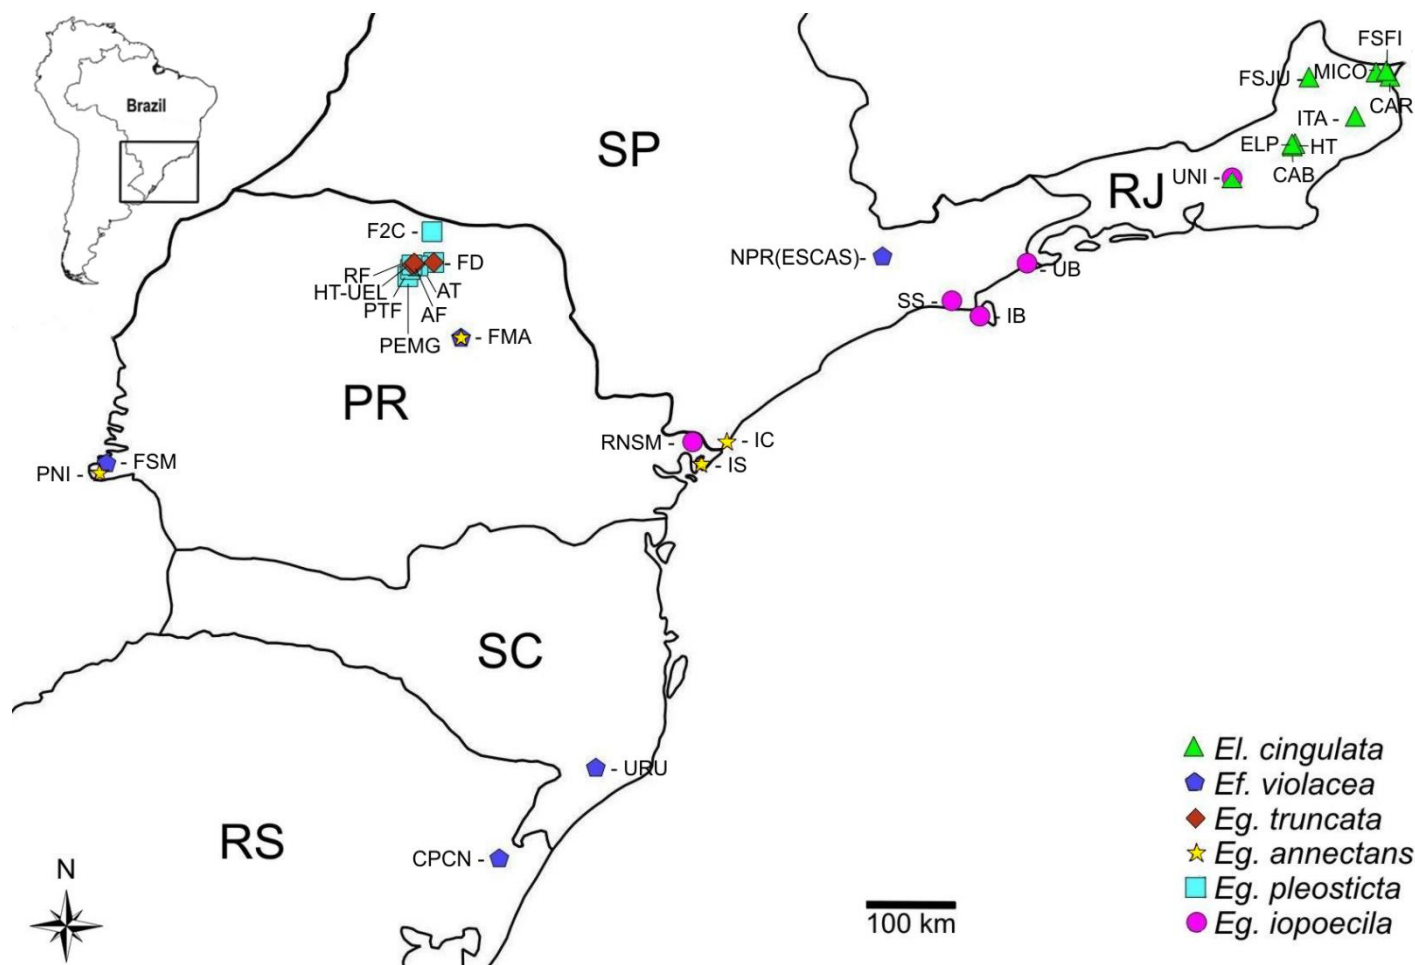 Brazil
SP
RJ
PR
SC
RS
FSFI
FSJU -
MICO-
CAR
ITA -
ELP -
-HT
CAB
UNI -
F2C -
NPR(ESCAS)-
- FD
- UB
RF
HT-UEL
AT
PTF
AF
SS -
- IB
PEMG
- FMA
RNSM -
- IC
- IS
- FSM
PNI -
- URU
CPCN -
N
100 km
El. cingulata
Ef. violacea
Eg. truncata
Eg. annectans
Eg. pleosticta
Eg. iopoecila